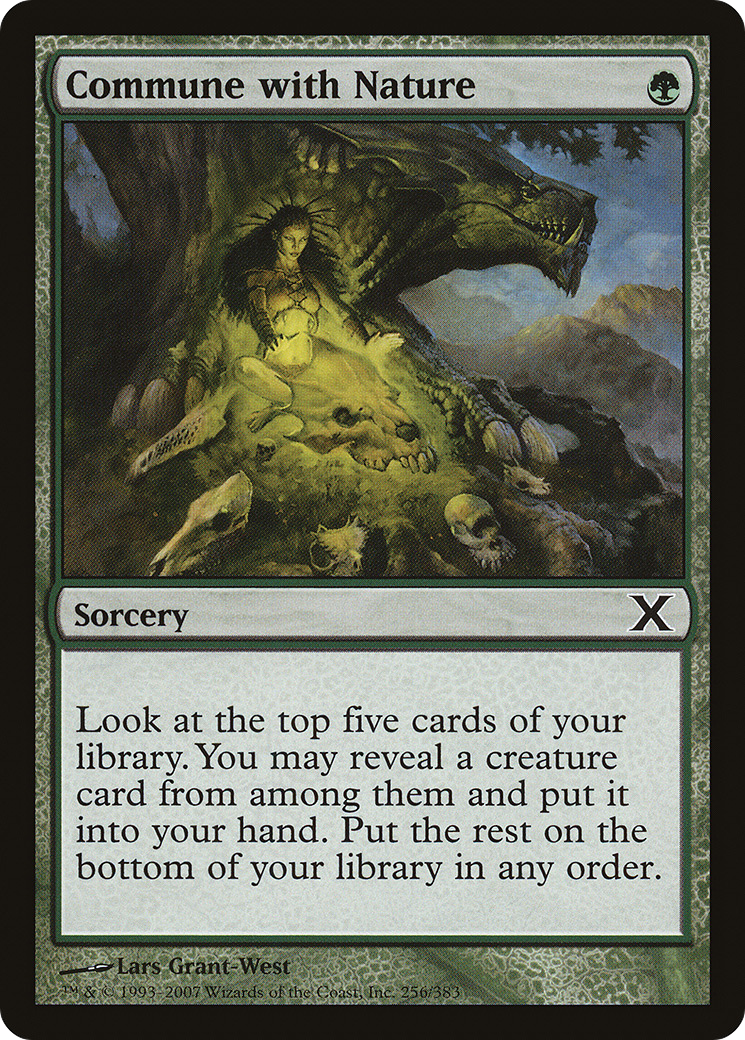 Commune with Nature
Sorcery
X
Look at the top five cards of your
library. You may reveal a creature
card from among them and put it
into your hand. Put the rest on the
bottom of your library in any order.
Lars Grant-West
™ & © 1993–2007 Wizards of the Coast, Inc. 256/383